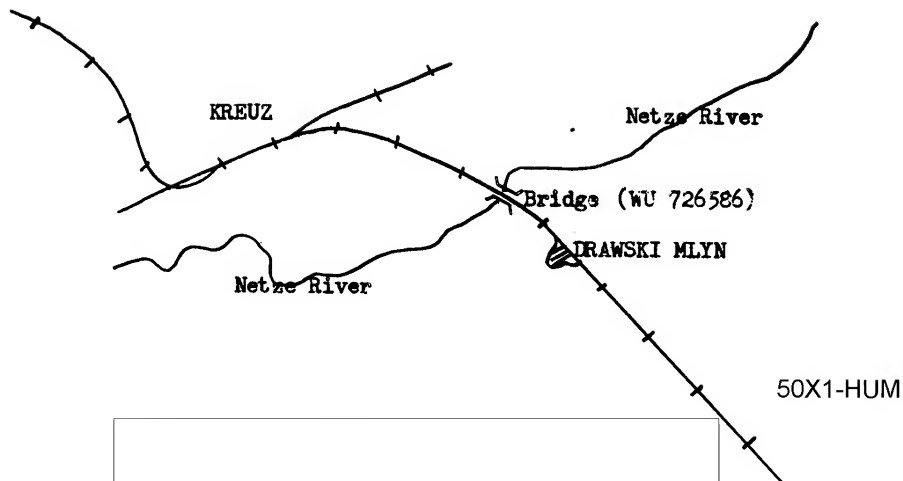 KREUZ
Netze River
Bridge (WU 726586)
DRAWSKI MLYN
Netze River
50X1-HUM